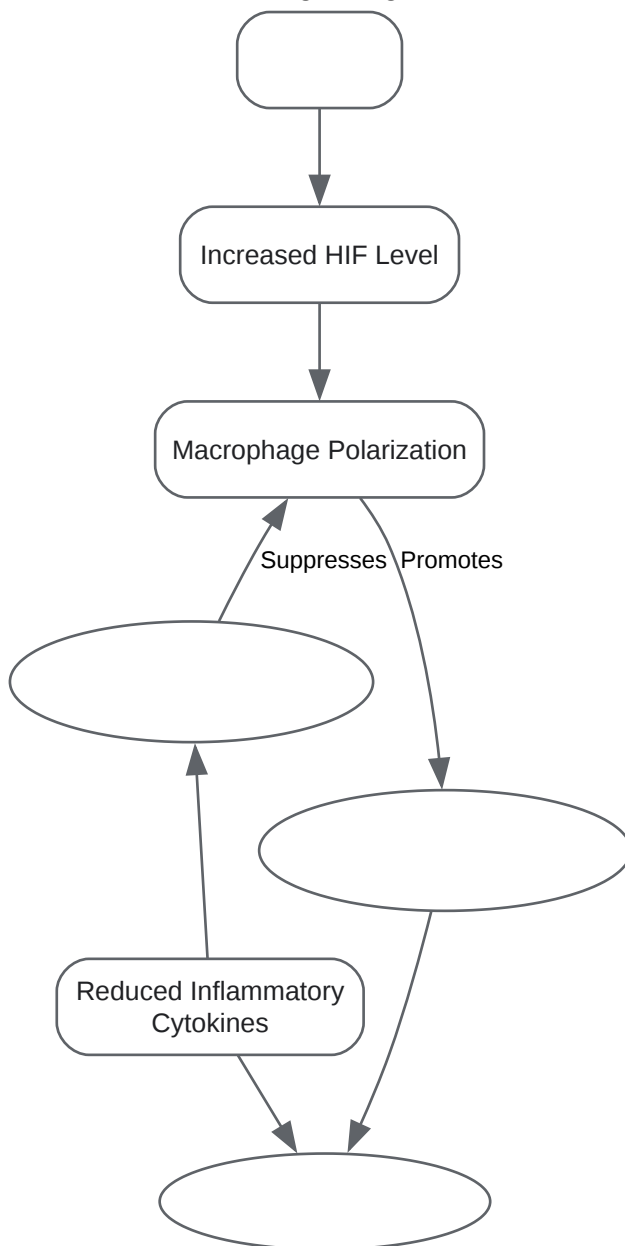 Increased HIF Level
Macrophage Polarization
Suppresses Promotes
Reduced Inflammatory
Cytokines